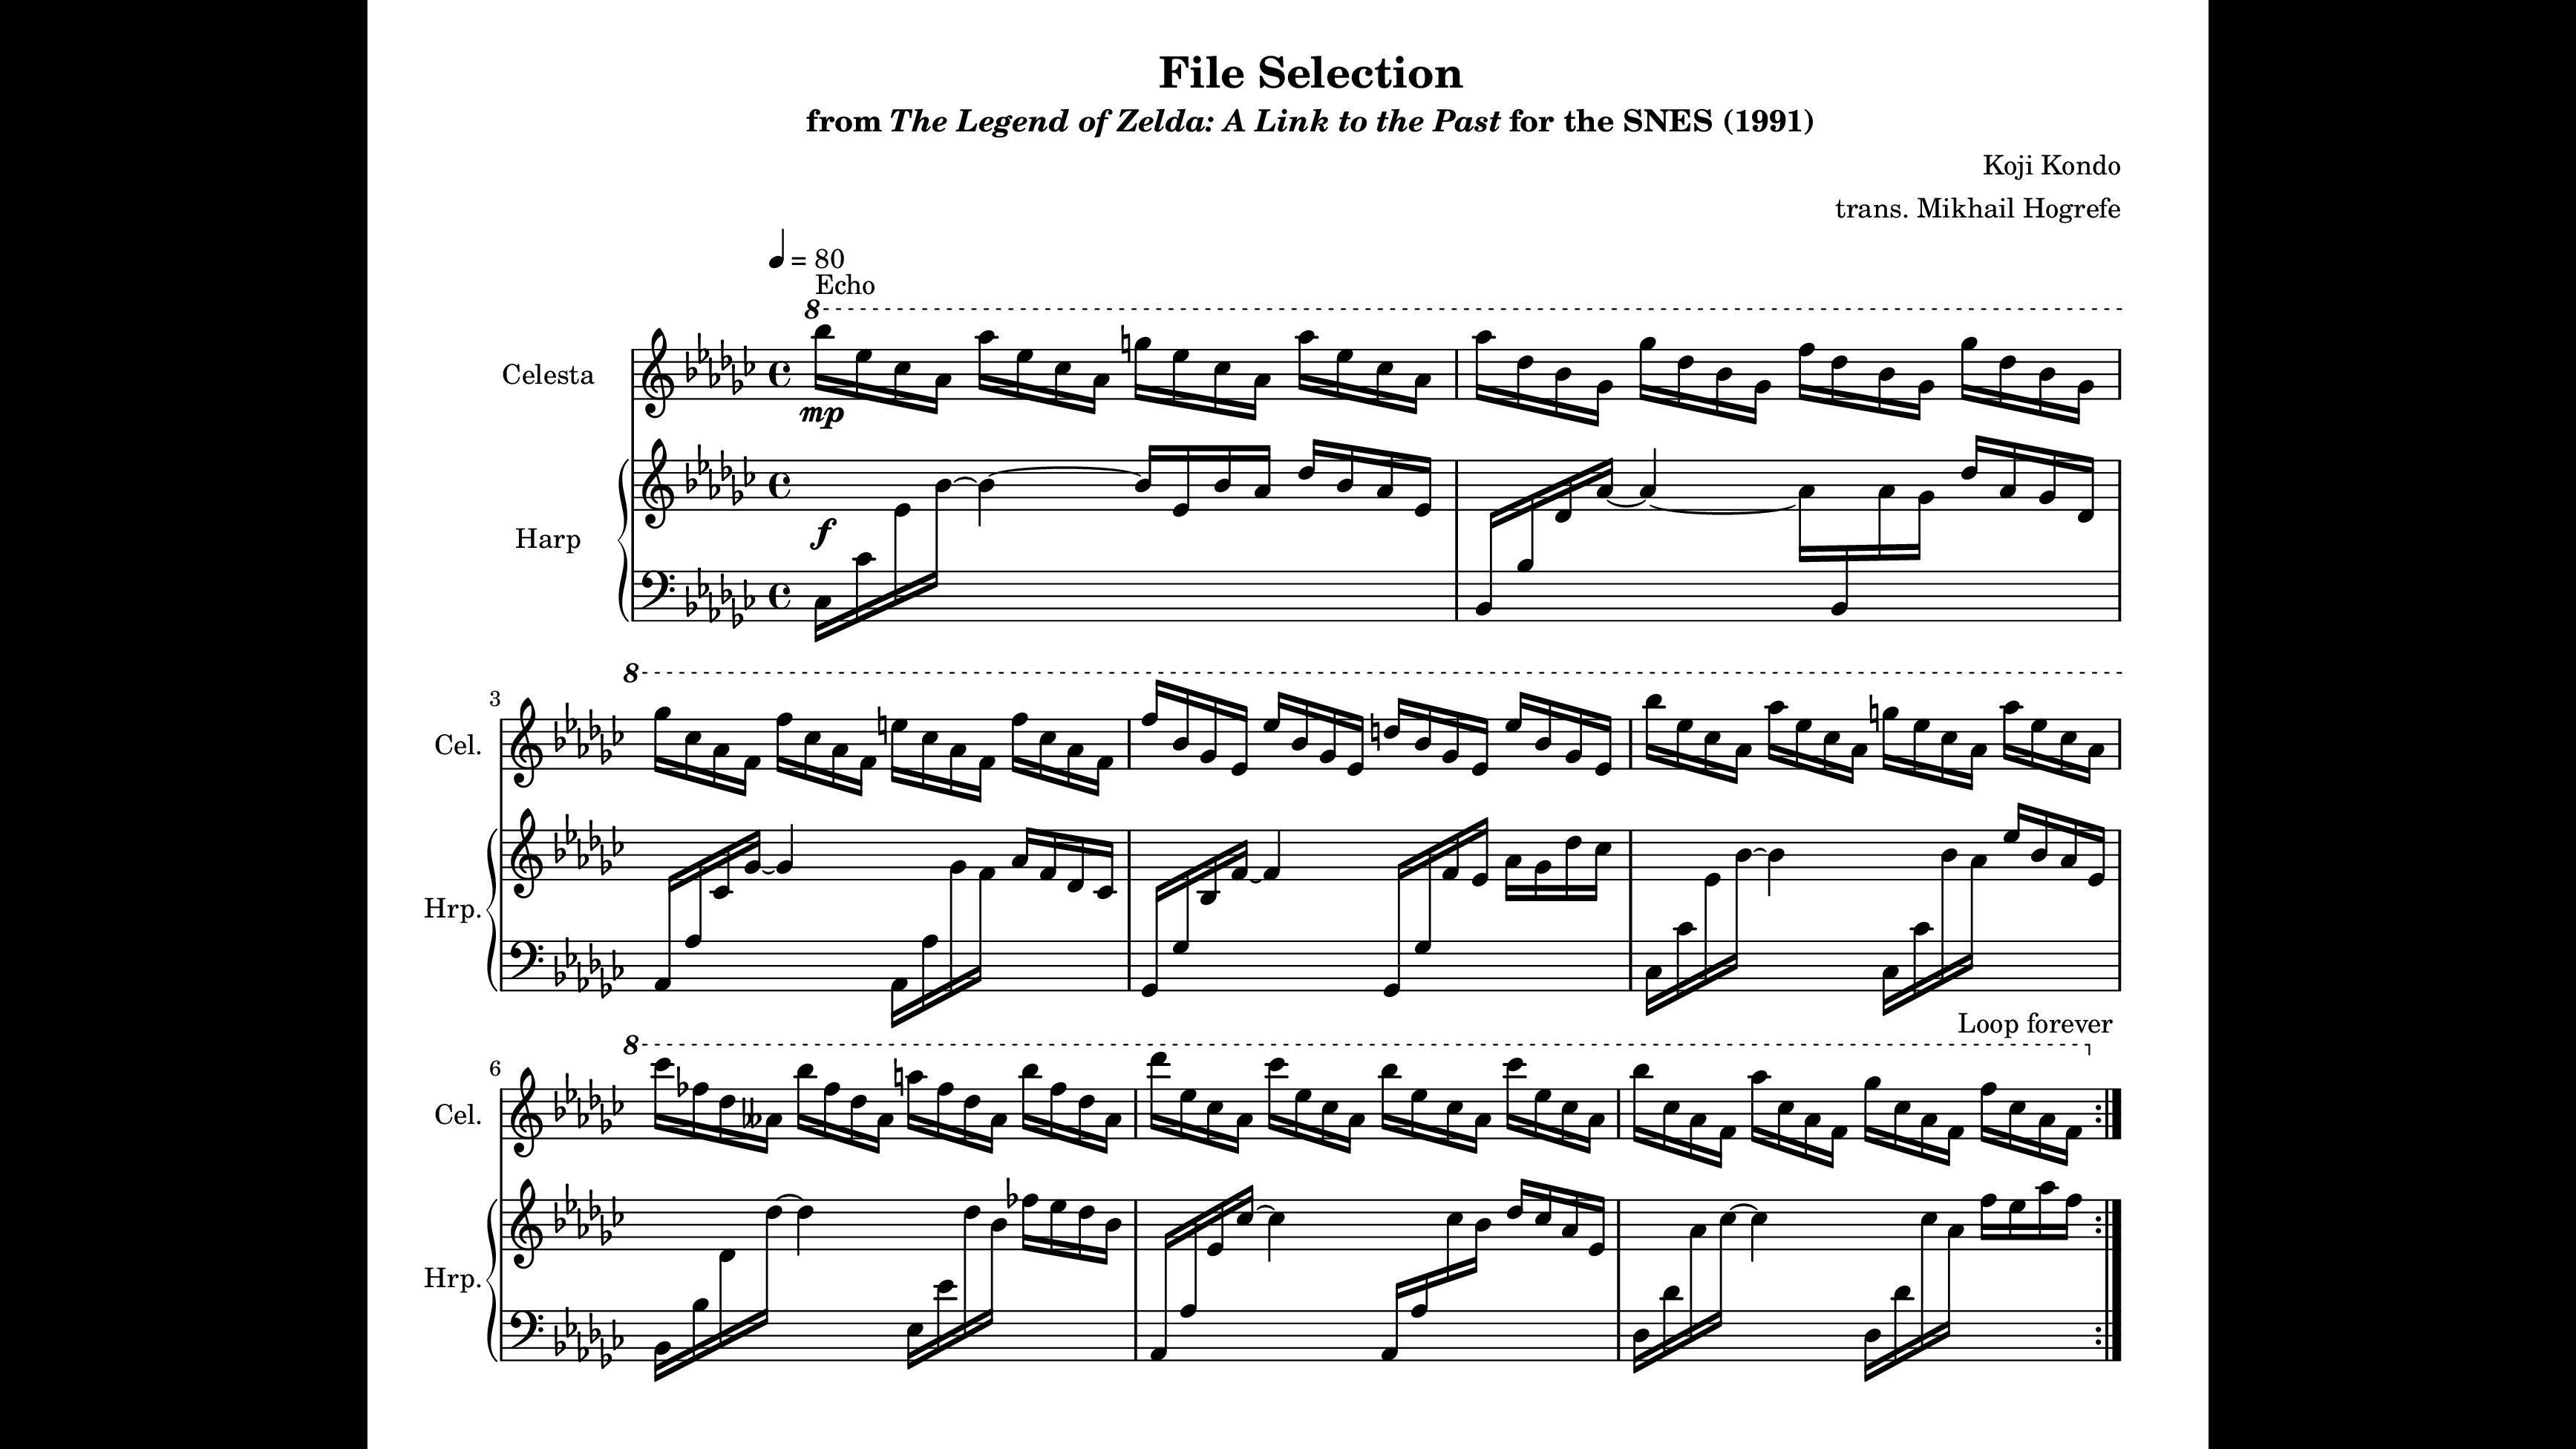 File Selection
from The Legend of Zelda: A Link to the Past for the SNES (1991)
Koji Kondo
trans. Mikhail Hogrefe
= 80
Echo
8
Celesta
mp
f
Harp
8
3
Cel.
Hrp.
Loop forever
8
6
Cel.
Hrp.